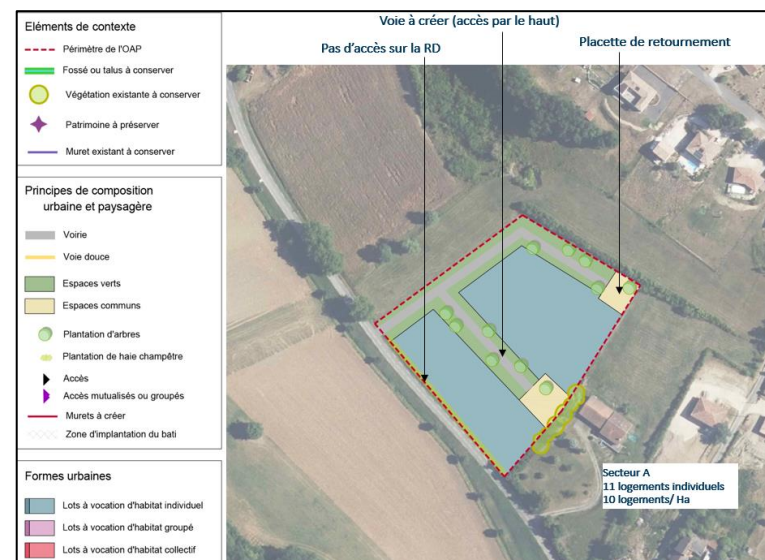 Voie à créer (accès par le haut)
Pas d'accès sur la RD
Placette de retournement
Eléments de contexte
Périmètre de l'OAP
Fossé ou talus à conserver
Végétation existante à conserver
Patrimoine à préserver
Muret existant à conserver
Principes de composition
urbaine et paysagère
Voirie
Voie douce
Espaces verts
Espaces communs
Plantation d'arbres
Plantation de haie champêtre
Accès
Accès mutualisés ou groupés
Murets à créer
Zone d'implantation du bati
Formes urbaines
Lots à vocation d'habitat individuel
Lots à vocation d'habitat groupé
Lots à vocation d'habitat collectif
Secteur A
11 logements individuels
10 logements/ Ha